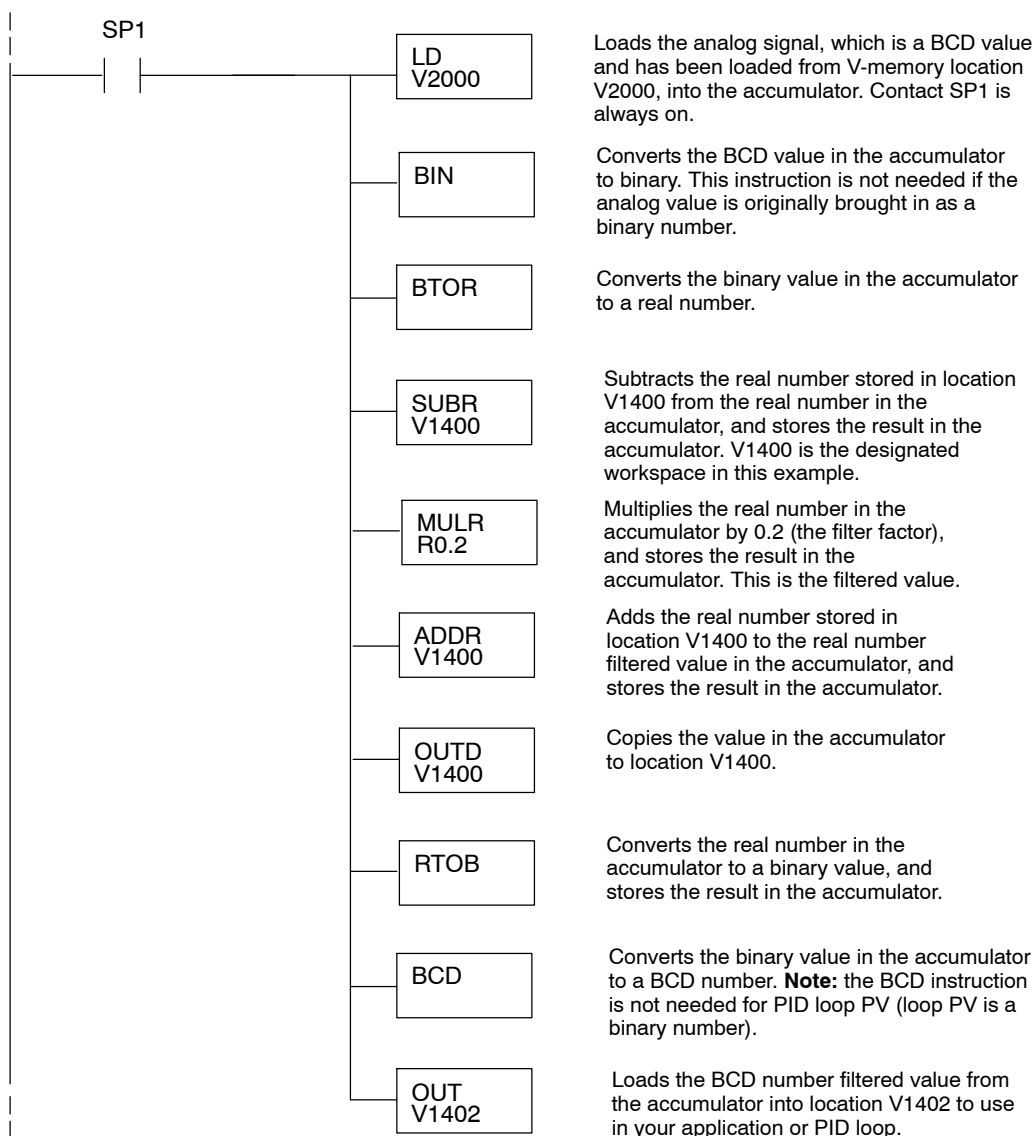 SP1
LD
V2000
Loads the analog signal, which is a BCD value
and has been loaded from V-memory location
V2000, into the accumulator. Contact SP1 is
always on.
BIN
Converts the BCD value in the accumulator
to binary. This instruction is not needed if the
analog value is originally brought in as a
binary number.
BTOR
Converts the binary value in the accumulator
to a real number.
SUBR
V1400
Subtracts the real number stored in location
V1400 from the real number in the
accumulator, and stores the result in the
accumulator. V1400 is the designated
workspace in this example.
MULR
R0.2
Multiplies the real number in the
accumulator by 0.2 (the filter factor),
and stores the result in the
accumulator. This is the filtered value.
ADDR
V1400
Adds the real number stored in
location V1400 to the real number
filtered value in the accumulator, and
stores the result in the accumulator.
OUTD
V1400
Copies the value in the accumulator
to location V1400.
RTOB
Converts the real number in the
accumulator to a binary value, and
stores the result in the accumulator.
BCD
Converts the binary value in the accumulator
to a BCD number. Note: the BCD instruction
is not needed for PID loop PV (loop PV is a
binary number).
OUT
V1402
Loads the BCD number filtered value from
the accumulator into location V1402 to use
in your application or PID loop.